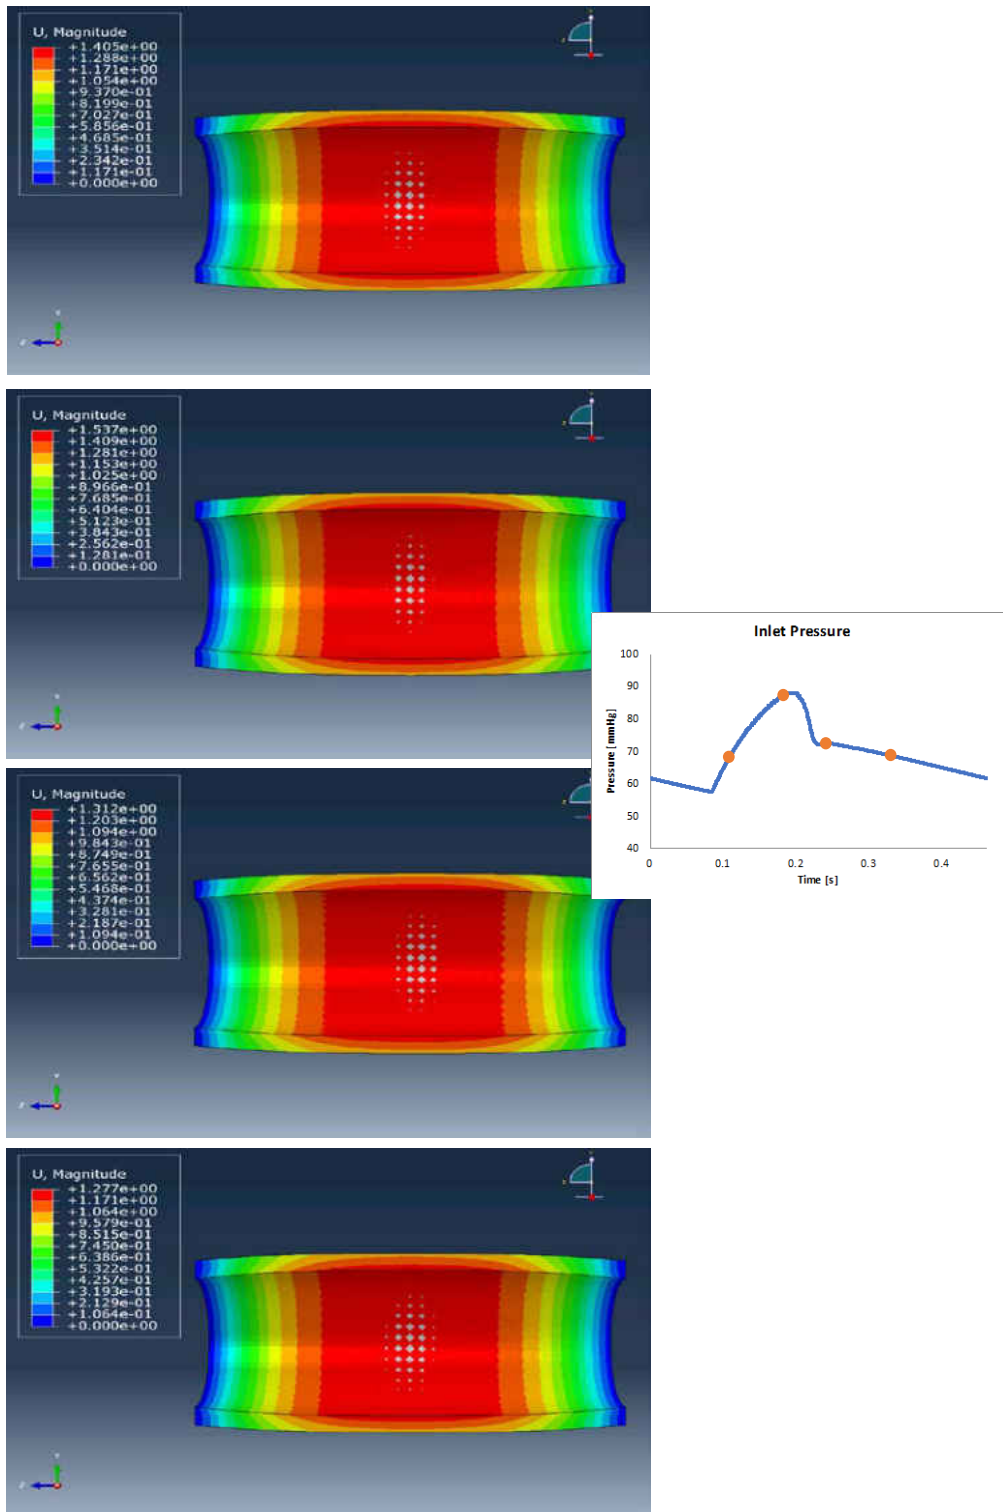 U, Magnitude
+1.405e+00
+1.288e+00
+1.171e+00
+1.054e+00
+9.370e-01
+8.199e-01
+7.027e-01
+5.856e-01
+4.685e-01
+3.514e-01
+2.342e-01
+1.171e-01
+0.000e+00
U, Magnitude
+1.537e+00
+1.409e+00
+1.281e+00
+1.153e+00
+1.025e+00
+8.966e-01
+7.685e-01
+6.404e-01
+5.123e-01
+3.843e-01
+2.562e-01
+1.281e-01
+0.000e+00
Inlet Pressure
100
90
80
70
60
50
40
Pressure [mmHg]
0
0.1
0.2
0.3
0.4
Time [s]
U, Magnitude
+1.312e+00
+1.203e+00
+1.094e+00
+9.843e-01
+8.749e-01
+7.655e-01
+6.562e-01
+5.468e-01
+4.374e-01
+3.281e-01
+2.187e-01
+1.094e-01
+0.000e+00
U, Magnitude
+1.277e+00
+1.171e+00
+1.064e+00
+9.579e-01
+8.515e-01
+7.450e-01
+6.386e-01
+5.322e-01
+4.257e-01
+3.193e-01
+2.129e-01
+1.064e-01
+0.000e+00